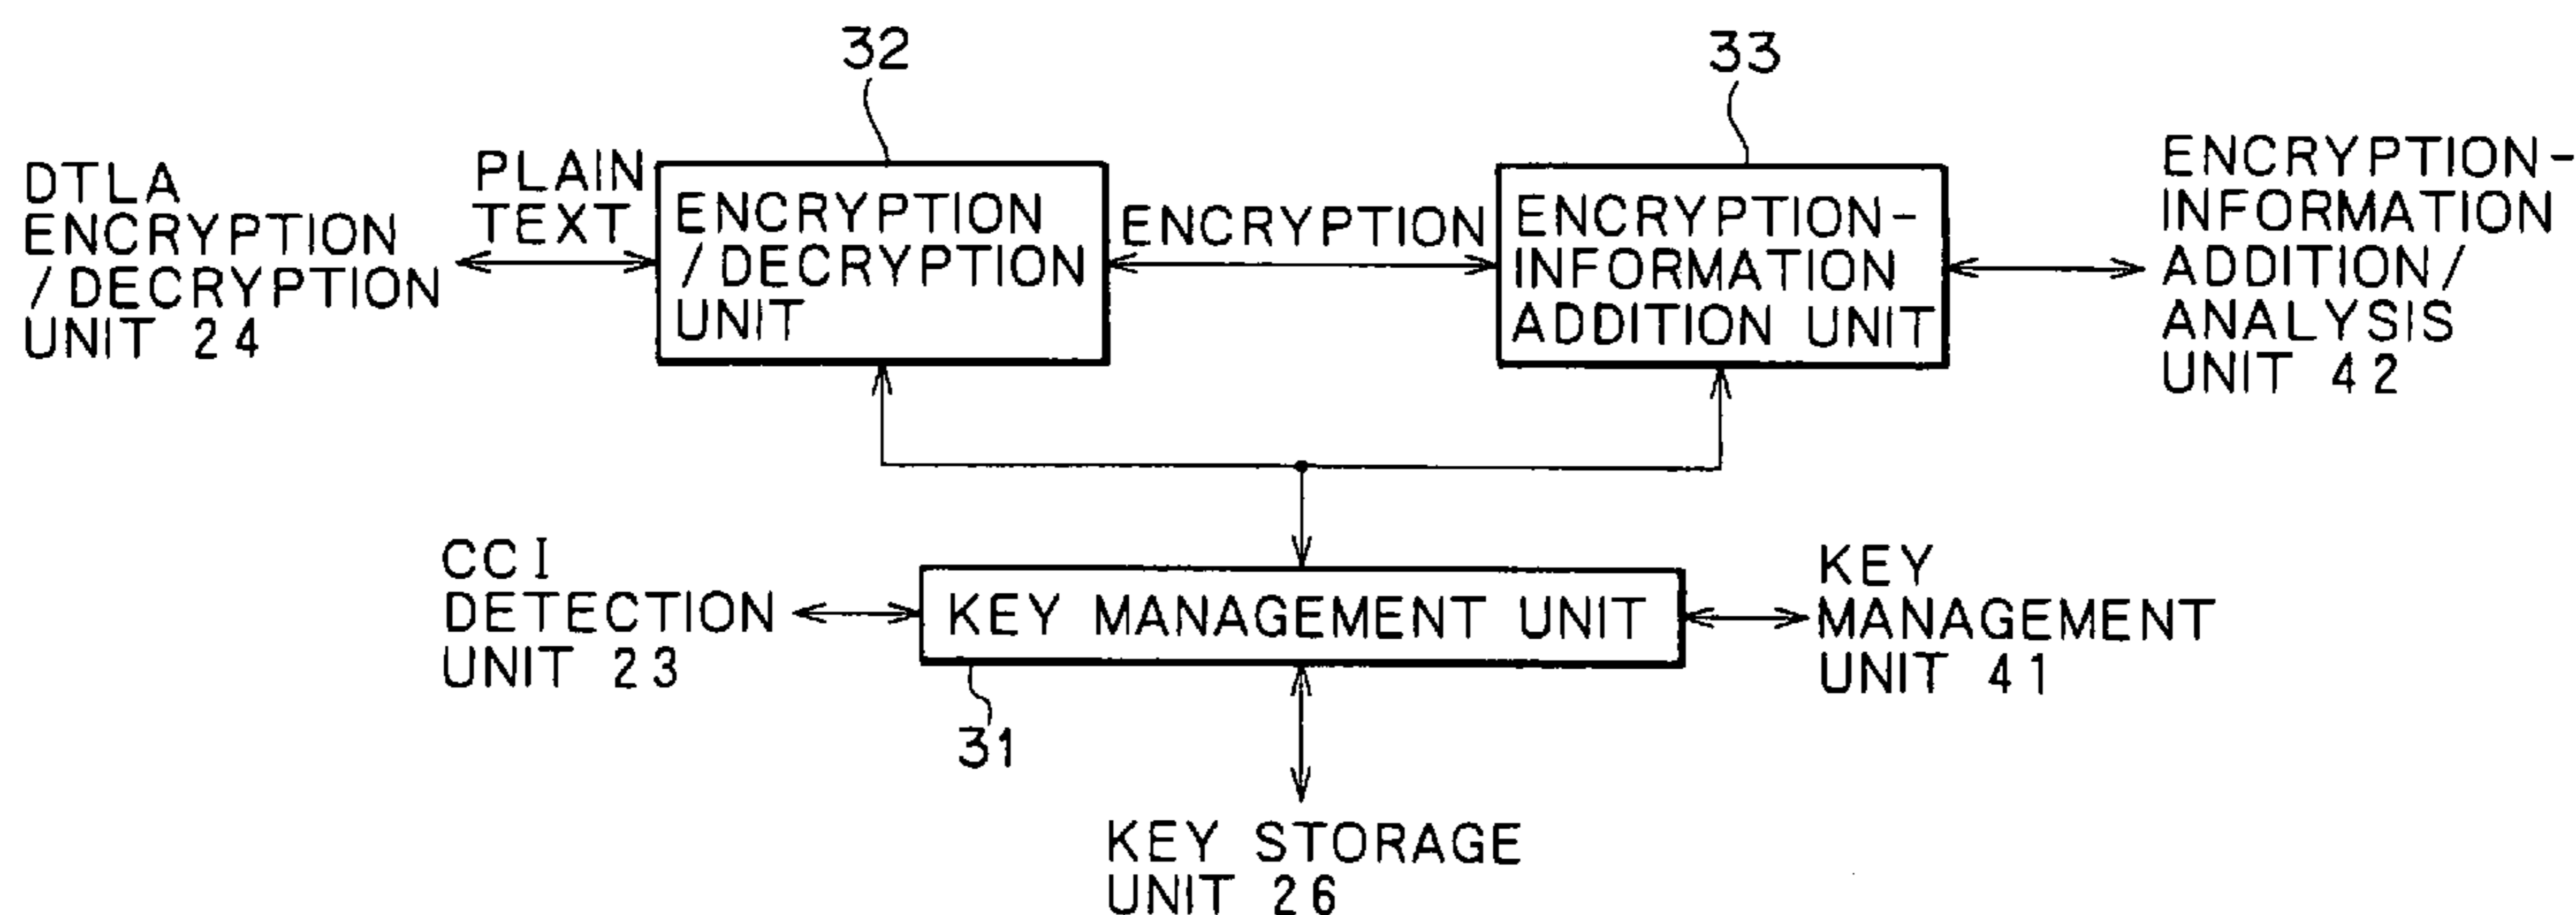 32
33
DTLA
ENCRYPTION
/DECRYPTION
UNIT 24
PLAIN
TEXT
ENCRYPTION
/DECRYPTION
UNIT
ENCRYPTION
ENCRYPTION-
INFORMATION
ADDITION UNIT
ENCRYPTION-
INFORMATION
ADDITION/
ANALYSIS
UNIT 42
CCI
DETECTION
UNIT 23
KEY MANAGEMENT UNIT
KEY
MANAGEMENT
UNIT 41
31
KEY STORAGE
UNIT 26